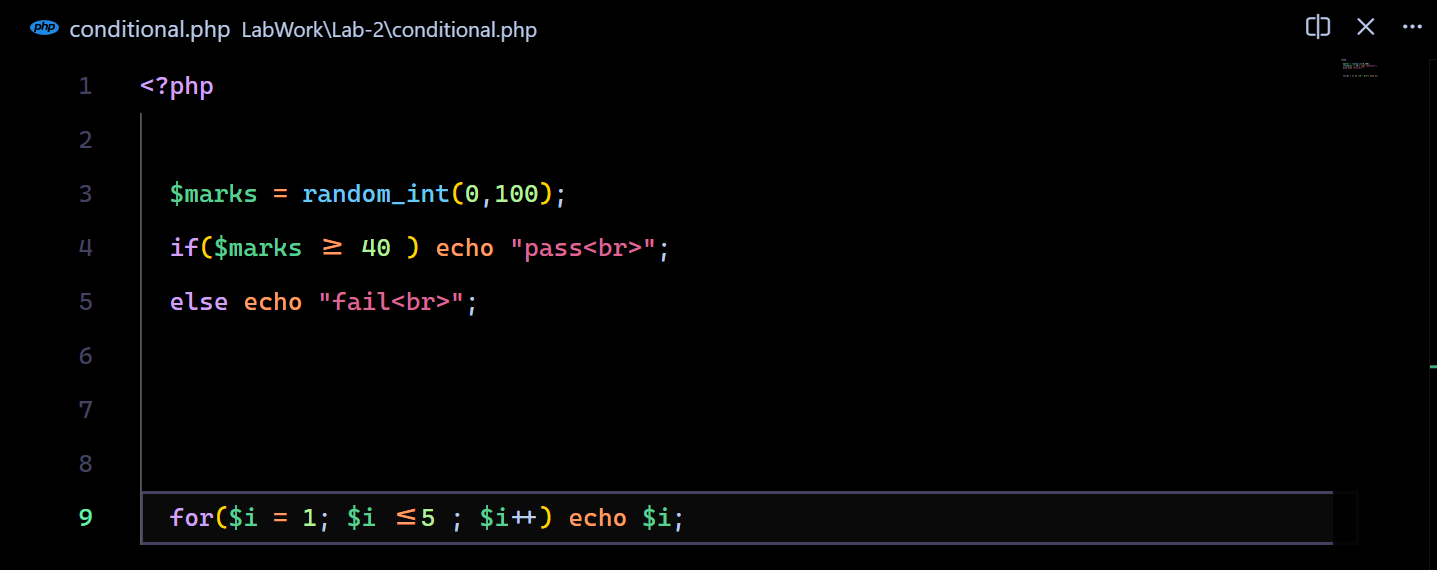 php conditional.php LabWork\Lab-2\conditional.php
1 <?php
2
3 $marks = random_int(0,100);
4 if($marks ≥ 40 ) echo "pass<br>";
5 else echo "fail<br>";
6
7
8
9 for($i = 1; $i ≤5 ; $i++) echo $i;